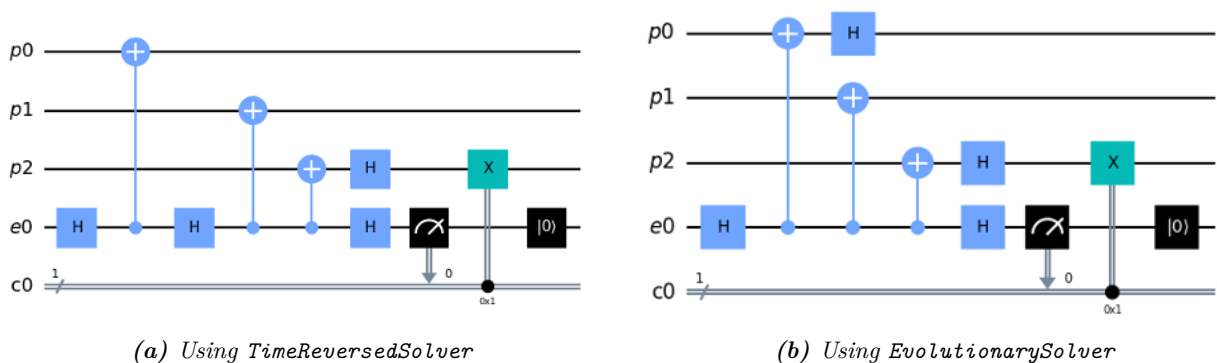 p0
p1
p2 H X
e0 H H H |0⟩
c0 1 0 0x1
(a) Using TimeReversedSolver
p0 H
p1
p2 H X
e0 H H |0⟩
c0 1 0 0x1
(b) Using EvolutionarySolver